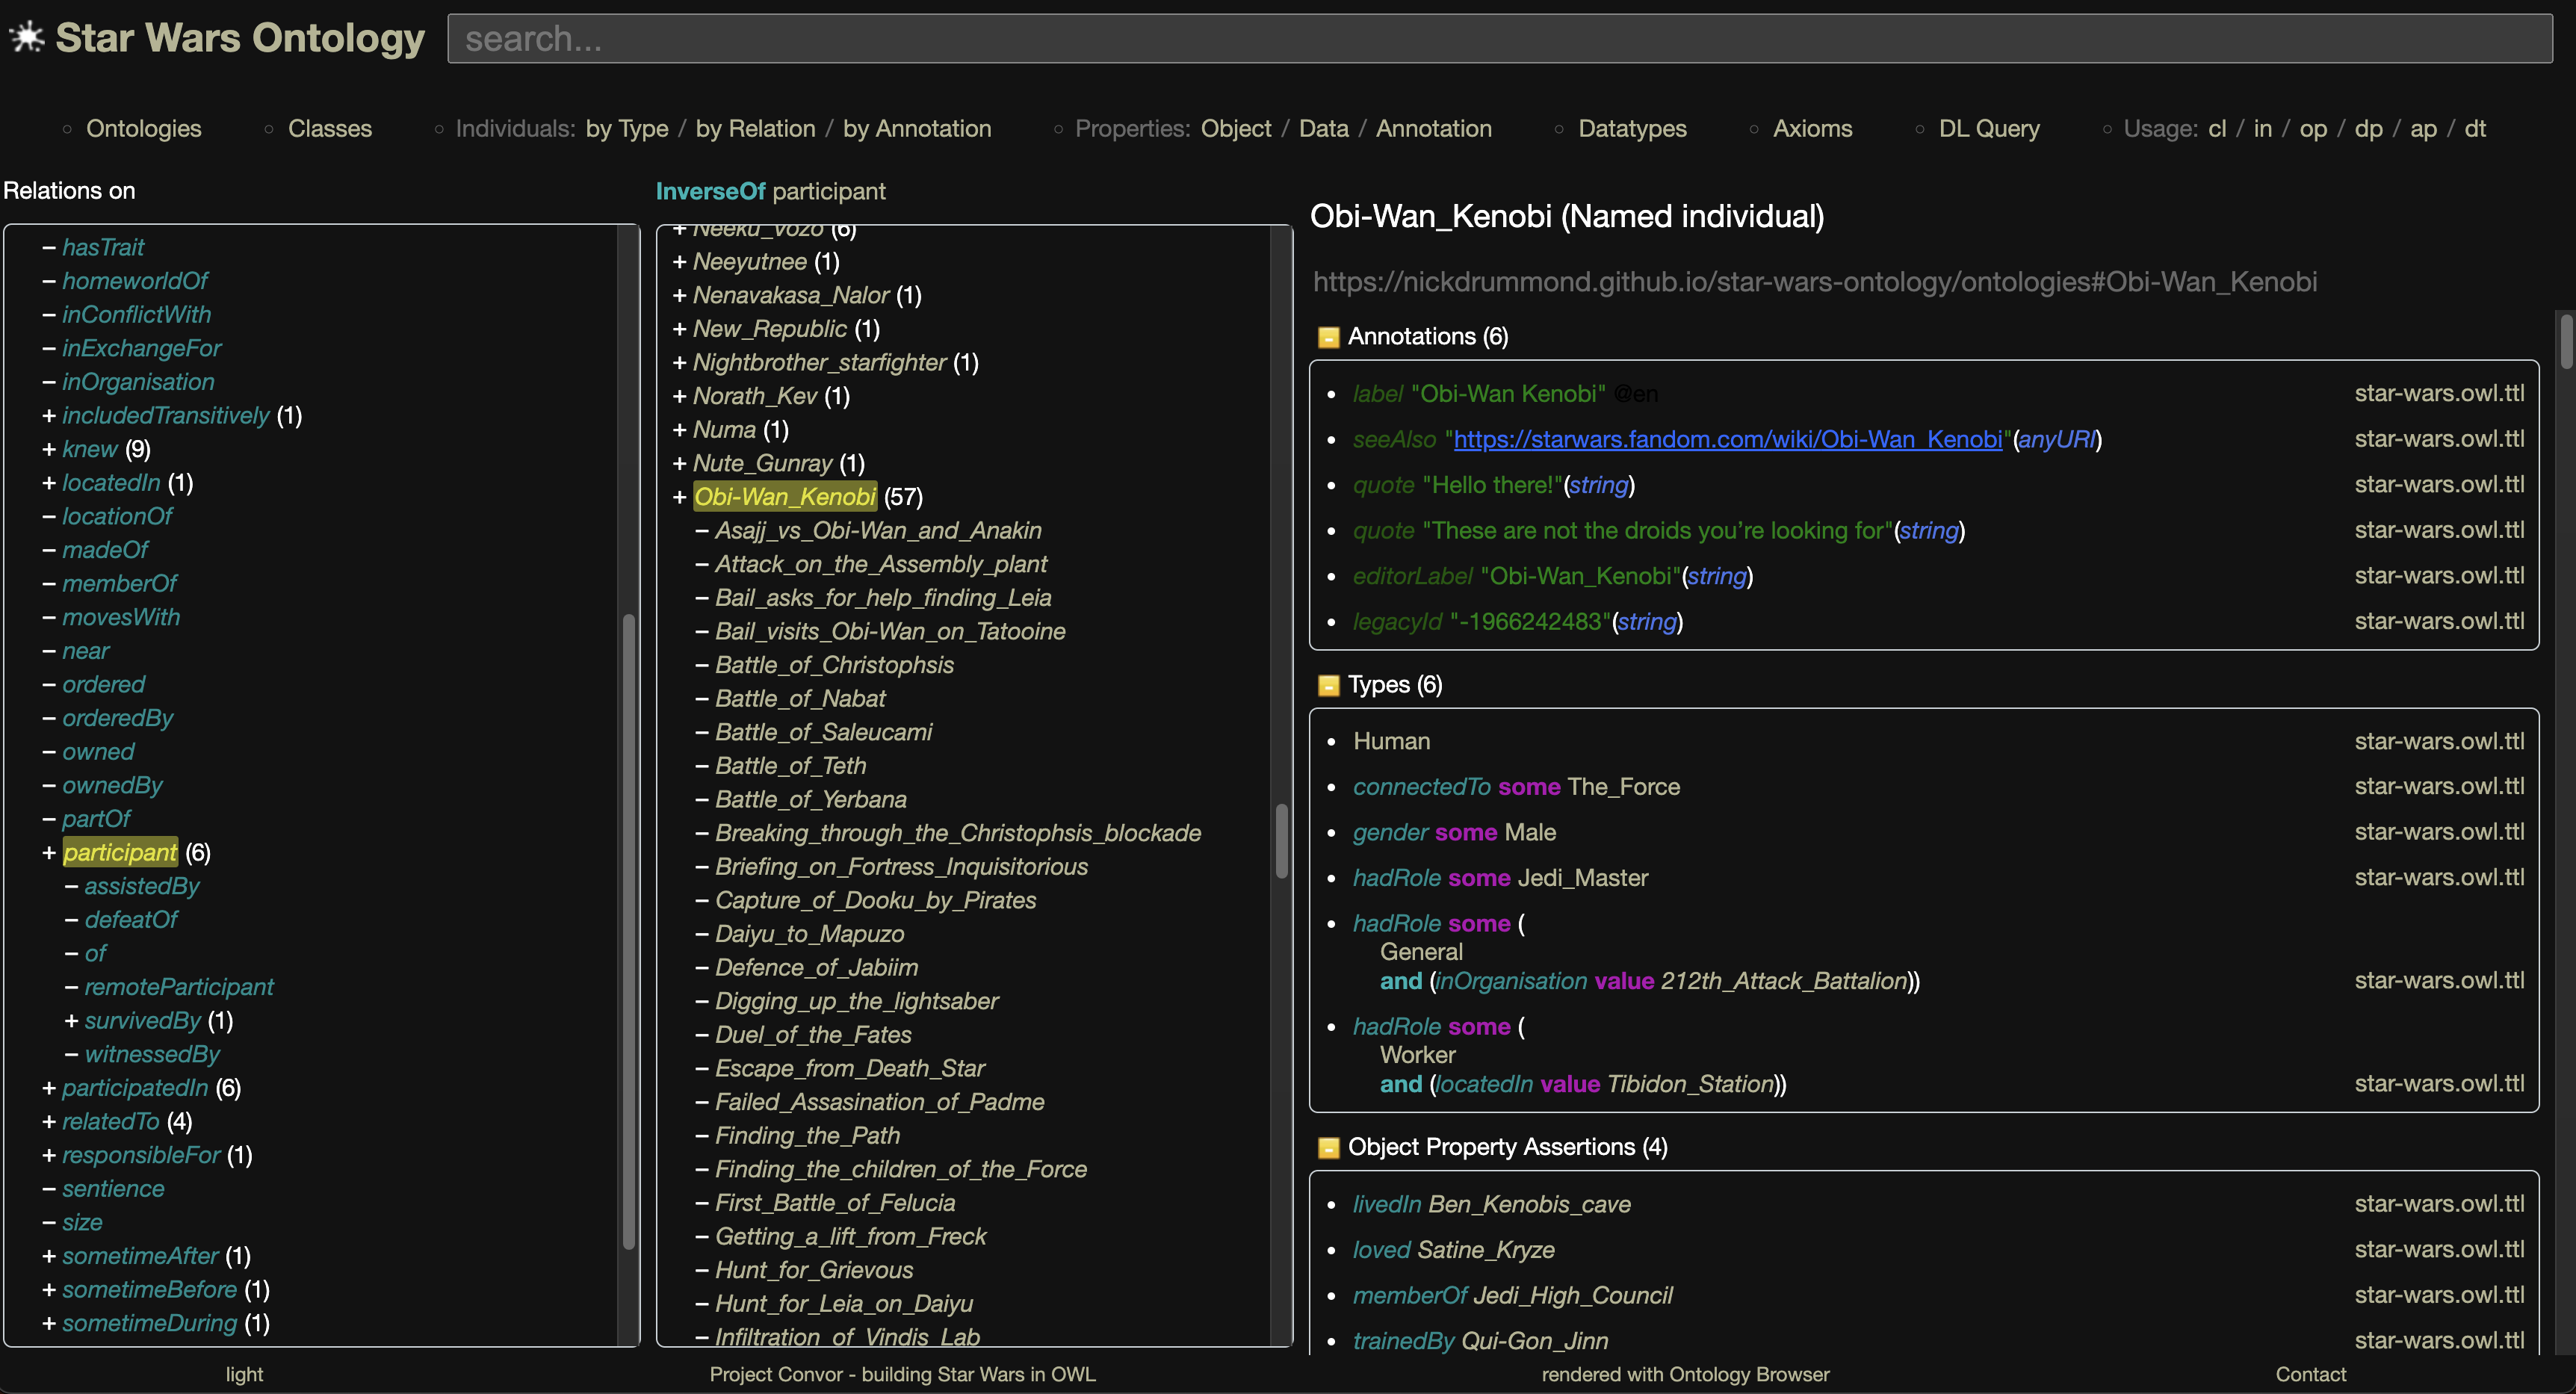 Star Wars Ontology
search...
Ontologies
Classes
Individuals: by Type / by Relation / by Annotation
Properties: Object / Data / Annotation
Datatypes
Axioms
DL Query
Usage: cl / in / op / dp / ap / dt
Relations on
– hasTrait
– homeworldOf
– inConflictWith
– inExchangeFor
– inOrganisation
+ includedTransitively (1)
+ knew (9)
+ locatedIn (1)
– locationOf
– madeOf
– memberOf
– movesWith
– near
– ordered
– orderedBy
– owned
– ownedBy
– partOf
+ participant (6)
– assistedBy
– defeatOf
– of
– remoteParticipant
+ survivedBy (1)
– witnessedBy
+ participatedIn (6)
+ relatedTo (4)
+ responsibleFor (1)
– sentience
– size
+ sometimeAfter (1)
+ sometimeBefore (1)
+ sometimeDuring (1)
InverseOf participant
+ Neeku_Vozo (6)
+ Neeyutnee (1)
+ Nenavakasa_Nalor (1)
+ New_Republic (1)
+ Nightbrother_starfighter (1)
+ Norath_Kev (1)
+ Numa (1)
+ Nute_Gunray (1)
+ Obi-Wan_Kenobi (57)
– Asajj_vs_Obi-Wan_and_Anakin
– Attack_on_the_Assembly_plant
– Bail_asks_for_help_finding_Leia
– Bail_visits_Obi-Wan_on_Tatooine
– Battle_of_Christophsis
– Battle_of_Nabat
– Battle_of_Saleucami
– Battle_of_Teth
– Battle_of_Yerbana
– Breaking_through_the_Christophsis_blockade
– Briefing_on_Fortress_Inquisitorious
– Capture_of_Dooku_by_Pirates
– Daiyu_to_Mapuzo
– Defence_of_Jabiim
– Digging_up_the_lightsaber
– Duel_of_the_Fates
– Escape_from_Death_Star
– Failed_Assasination_of_Padme
– Finding_the_Path
– Finding_the_children_of_the_Force
– First_Battle_of_Felucia
– Getting_a_lift_from_Freck
– Hunt_for_Grievous
– Hunt_for_Leia_on_Daiyu
– Infiltration_of_Vindis_Lab
Obi-Wan_Kenobi (Named individual)
https://nickdrummond.github.io/star-wars-ontology/ontologies#Obi-Wan_Kenobi
Annotations (6)
label "Obi-Wan Kenobi" @en star-wars.owl.ttl
seeAlso "https://starwars.fandom.com/wiki/Obi-Wan_Kenobi"(anyURI) star-wars.owl.ttl
quote "Hello there!"(string) star-wars.owl.ttl
quote "These are not the droids you’re looking for"(string) star-wars.owl.ttl
editorLabel "Obi-Wan_Kenobi"(string) star-wars.owl.ttl
legacyId "-1966242483"(string) star-wars.owl.ttl
Types (6)
Human star-wars.owl.ttl
connectedTo some The_Force star-wars.owl.ttl
gender some Male star-wars.owl.ttl
hadRole some Jedi_Master star-wars.owl.ttl
hadRole some (
General
and (inOrganisation value 212th_Attack_Battalion)) star-wars.owl.ttl
hadRole some (
Worker
and (locatedIn value Tibidon_Station)) star-wars.owl.ttl
Object Property Assertions (4)
livedIn Ben_Kenobis_cave star-wars.owl.ttl
loved Satine_Kryze star-wars.owl.ttl
memberOf Jedi_High_Council star-wars.owl.ttl
trainedBy Qui-Gon_Jinn star-wars.owl.ttl
light
Project Convor - building Star Wars in OWL
rendered with Ontology Browser
Contact